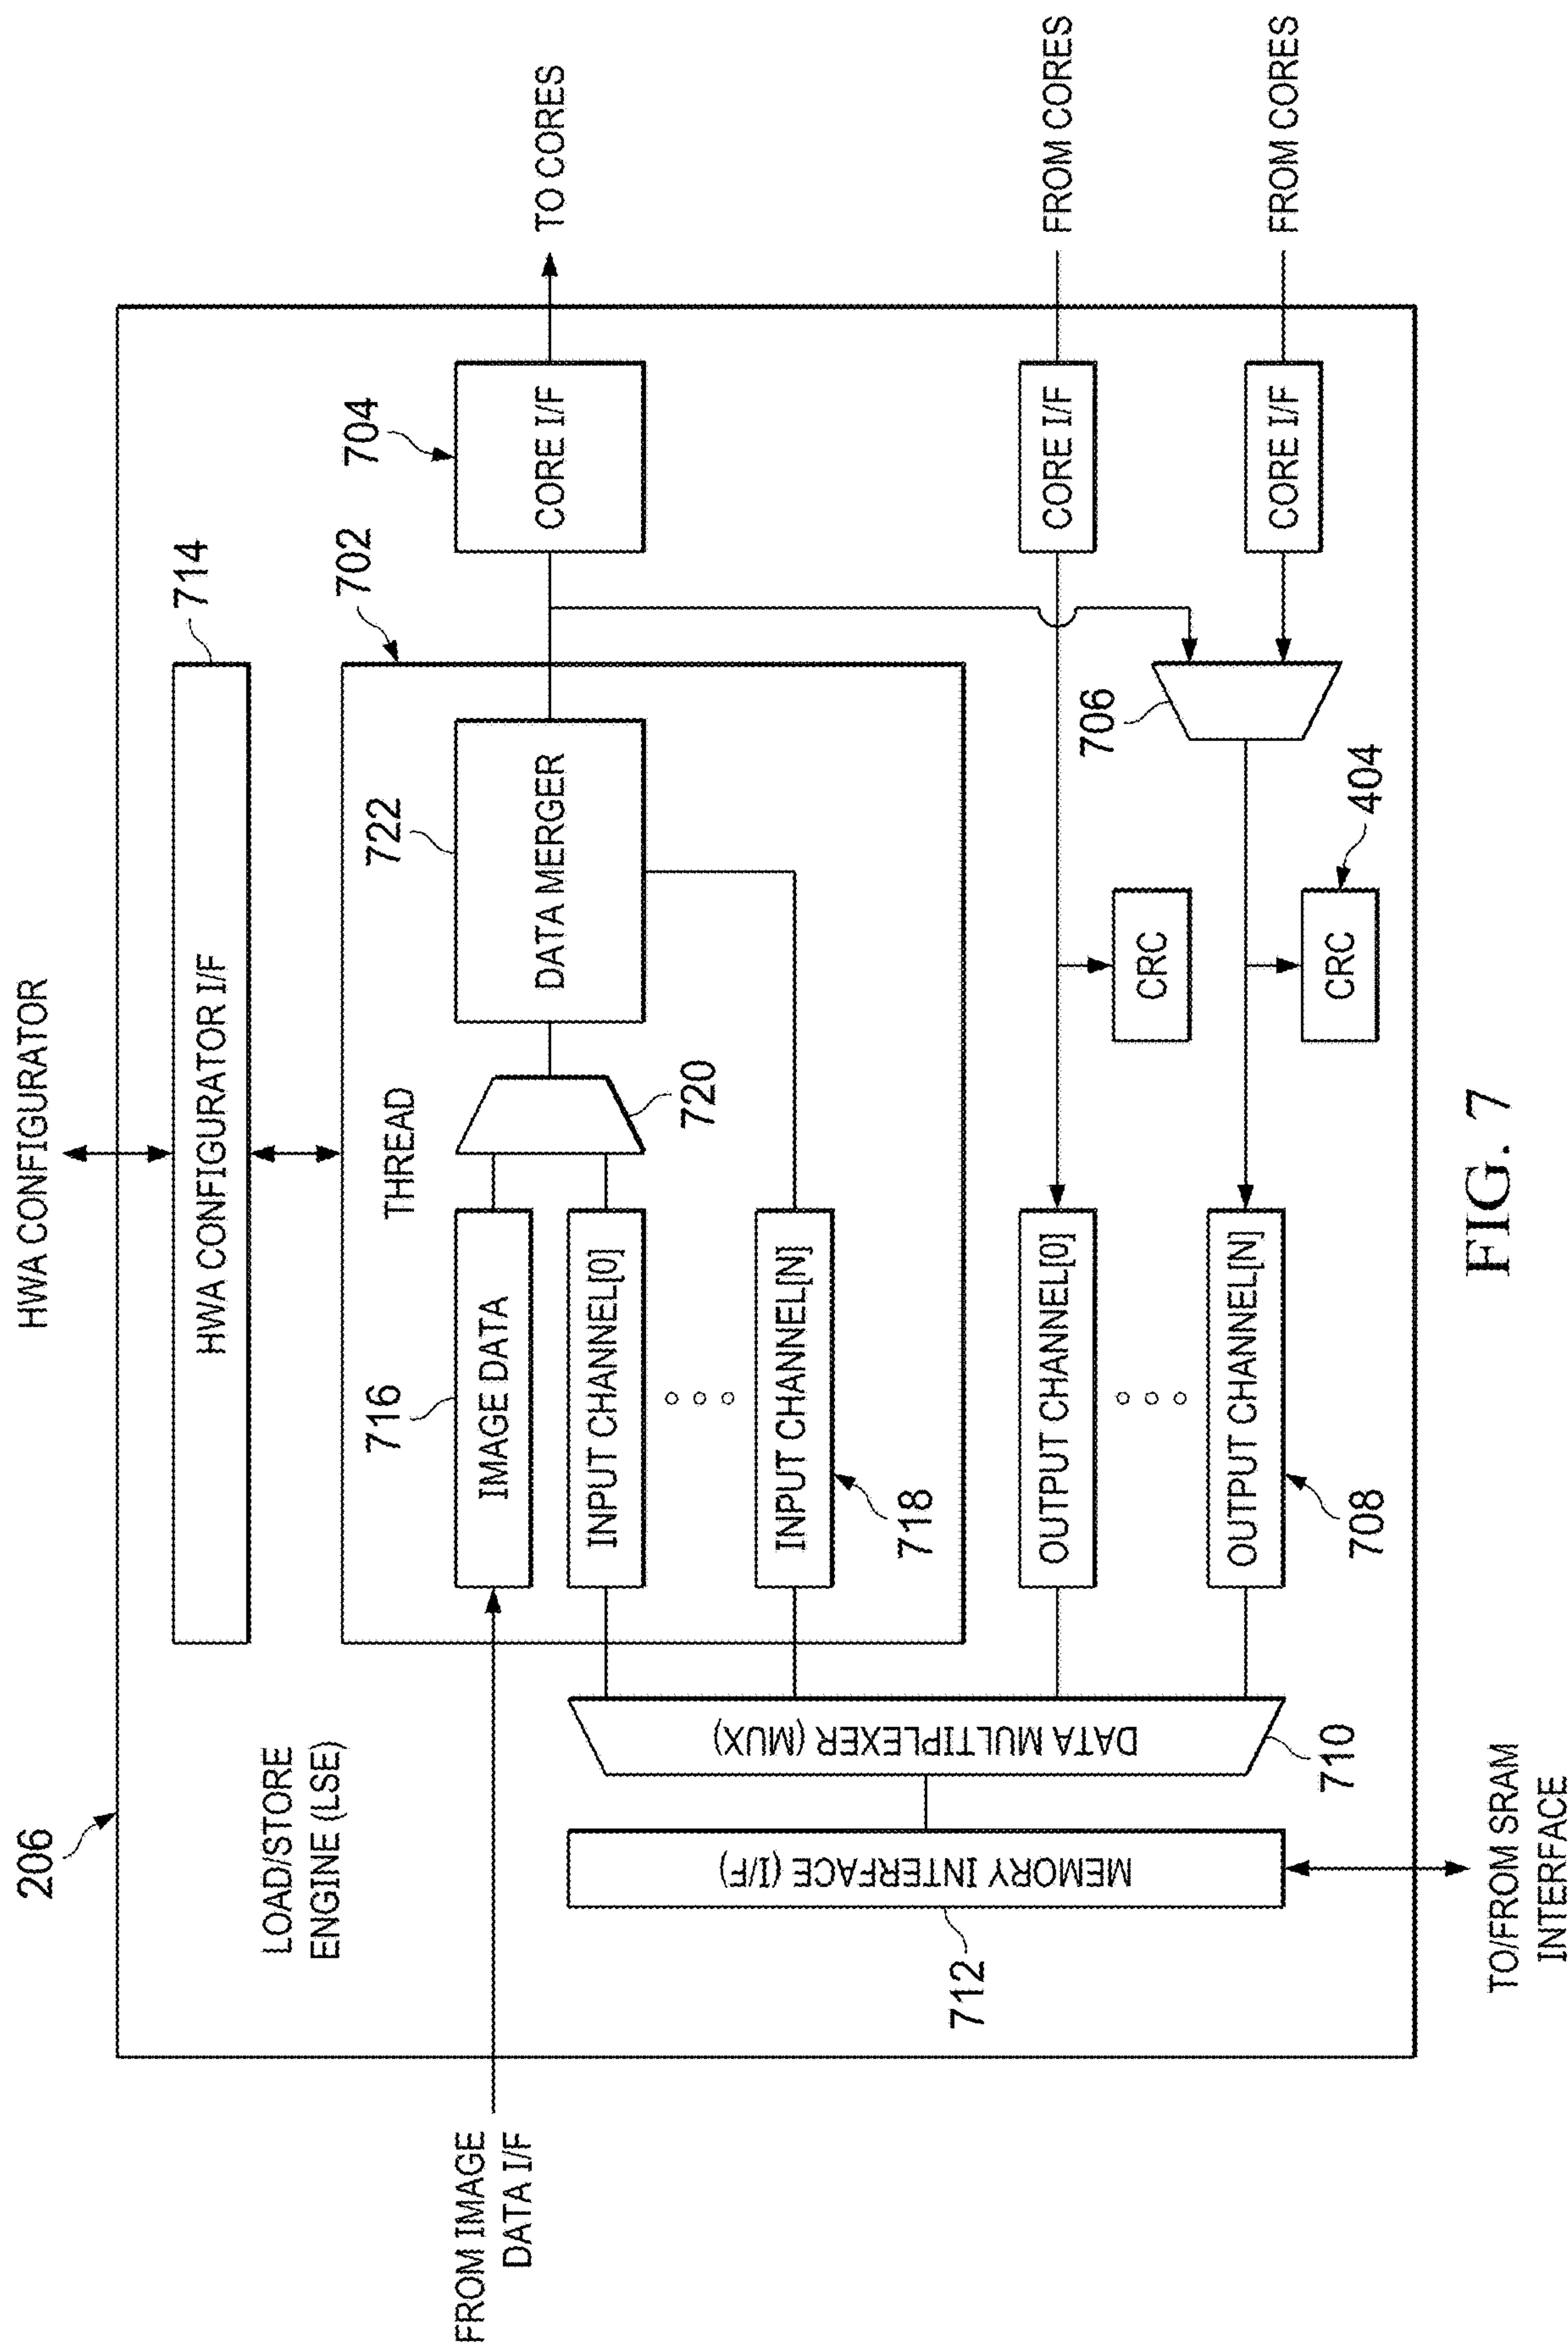 HWA CONFIGURATOR
206
714
HWA CONFIGURATOR I/F
LOAD/STORE
ENGINE (LSE)
702
704
THREAD
716
722
FROM IMAGE
DATA I/F
IMAGE DATA
INPUT CHANNEL[0]
INPUT CHANNEL[N]
718
720
DATA MERGER
CORE I/F
TO CORES
712
MEMORY INTERFACE (I/F)
DATA MULTIPLEXER (MUX)
710
OUTPUT CHANNEL[0]
CRC
CORE I/F
FROM CORES
706
OUTPUT CHANNEL[N]
708
CRC
404
CORE I/F
FROM CORES
TO/FROM SRAM
INTERFACE
FIG. 7